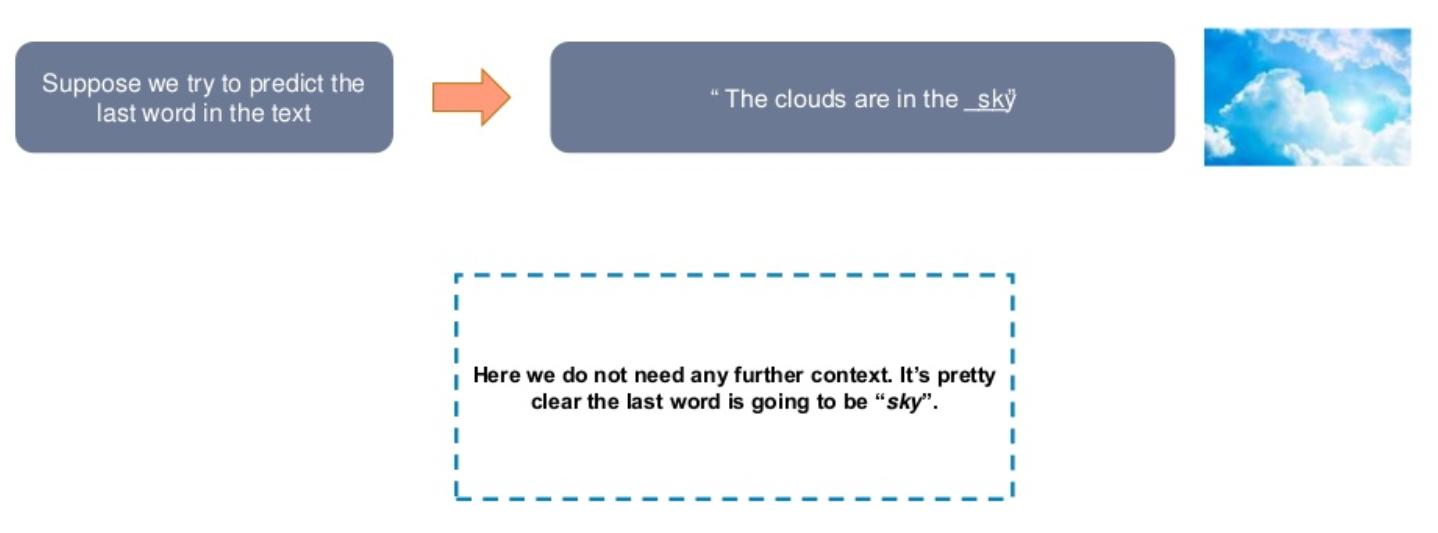 Suppose we try to predict the
last word in the text
“ The clouds are in the _sky”
Here we do not need any further context. It’s pretty
clear the last word is going to be “sky”.